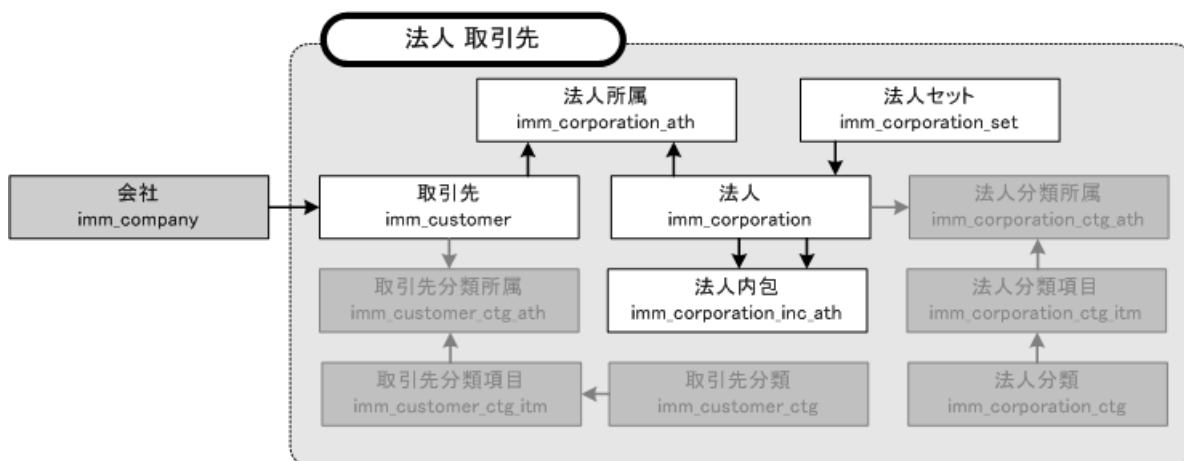 法人 取引先
法人所属
imm_corporation_ath
法人セット
imm_corporation_set
会社
imm_company
取引先
imm_customer
法人
imm_corporation
法人分類所属
imm_corporation_ctg_ath
取引先分類所属
imm_customer_ctg_ath
法人内包
imm_corporation_inc_ath
法人分類項目
imm_corporation_ctg_itm
取引先分類項目
imm_customer_ctg_itm
取引先分類
imm_customer_ctg
法人分類
imm_corporation_ctg